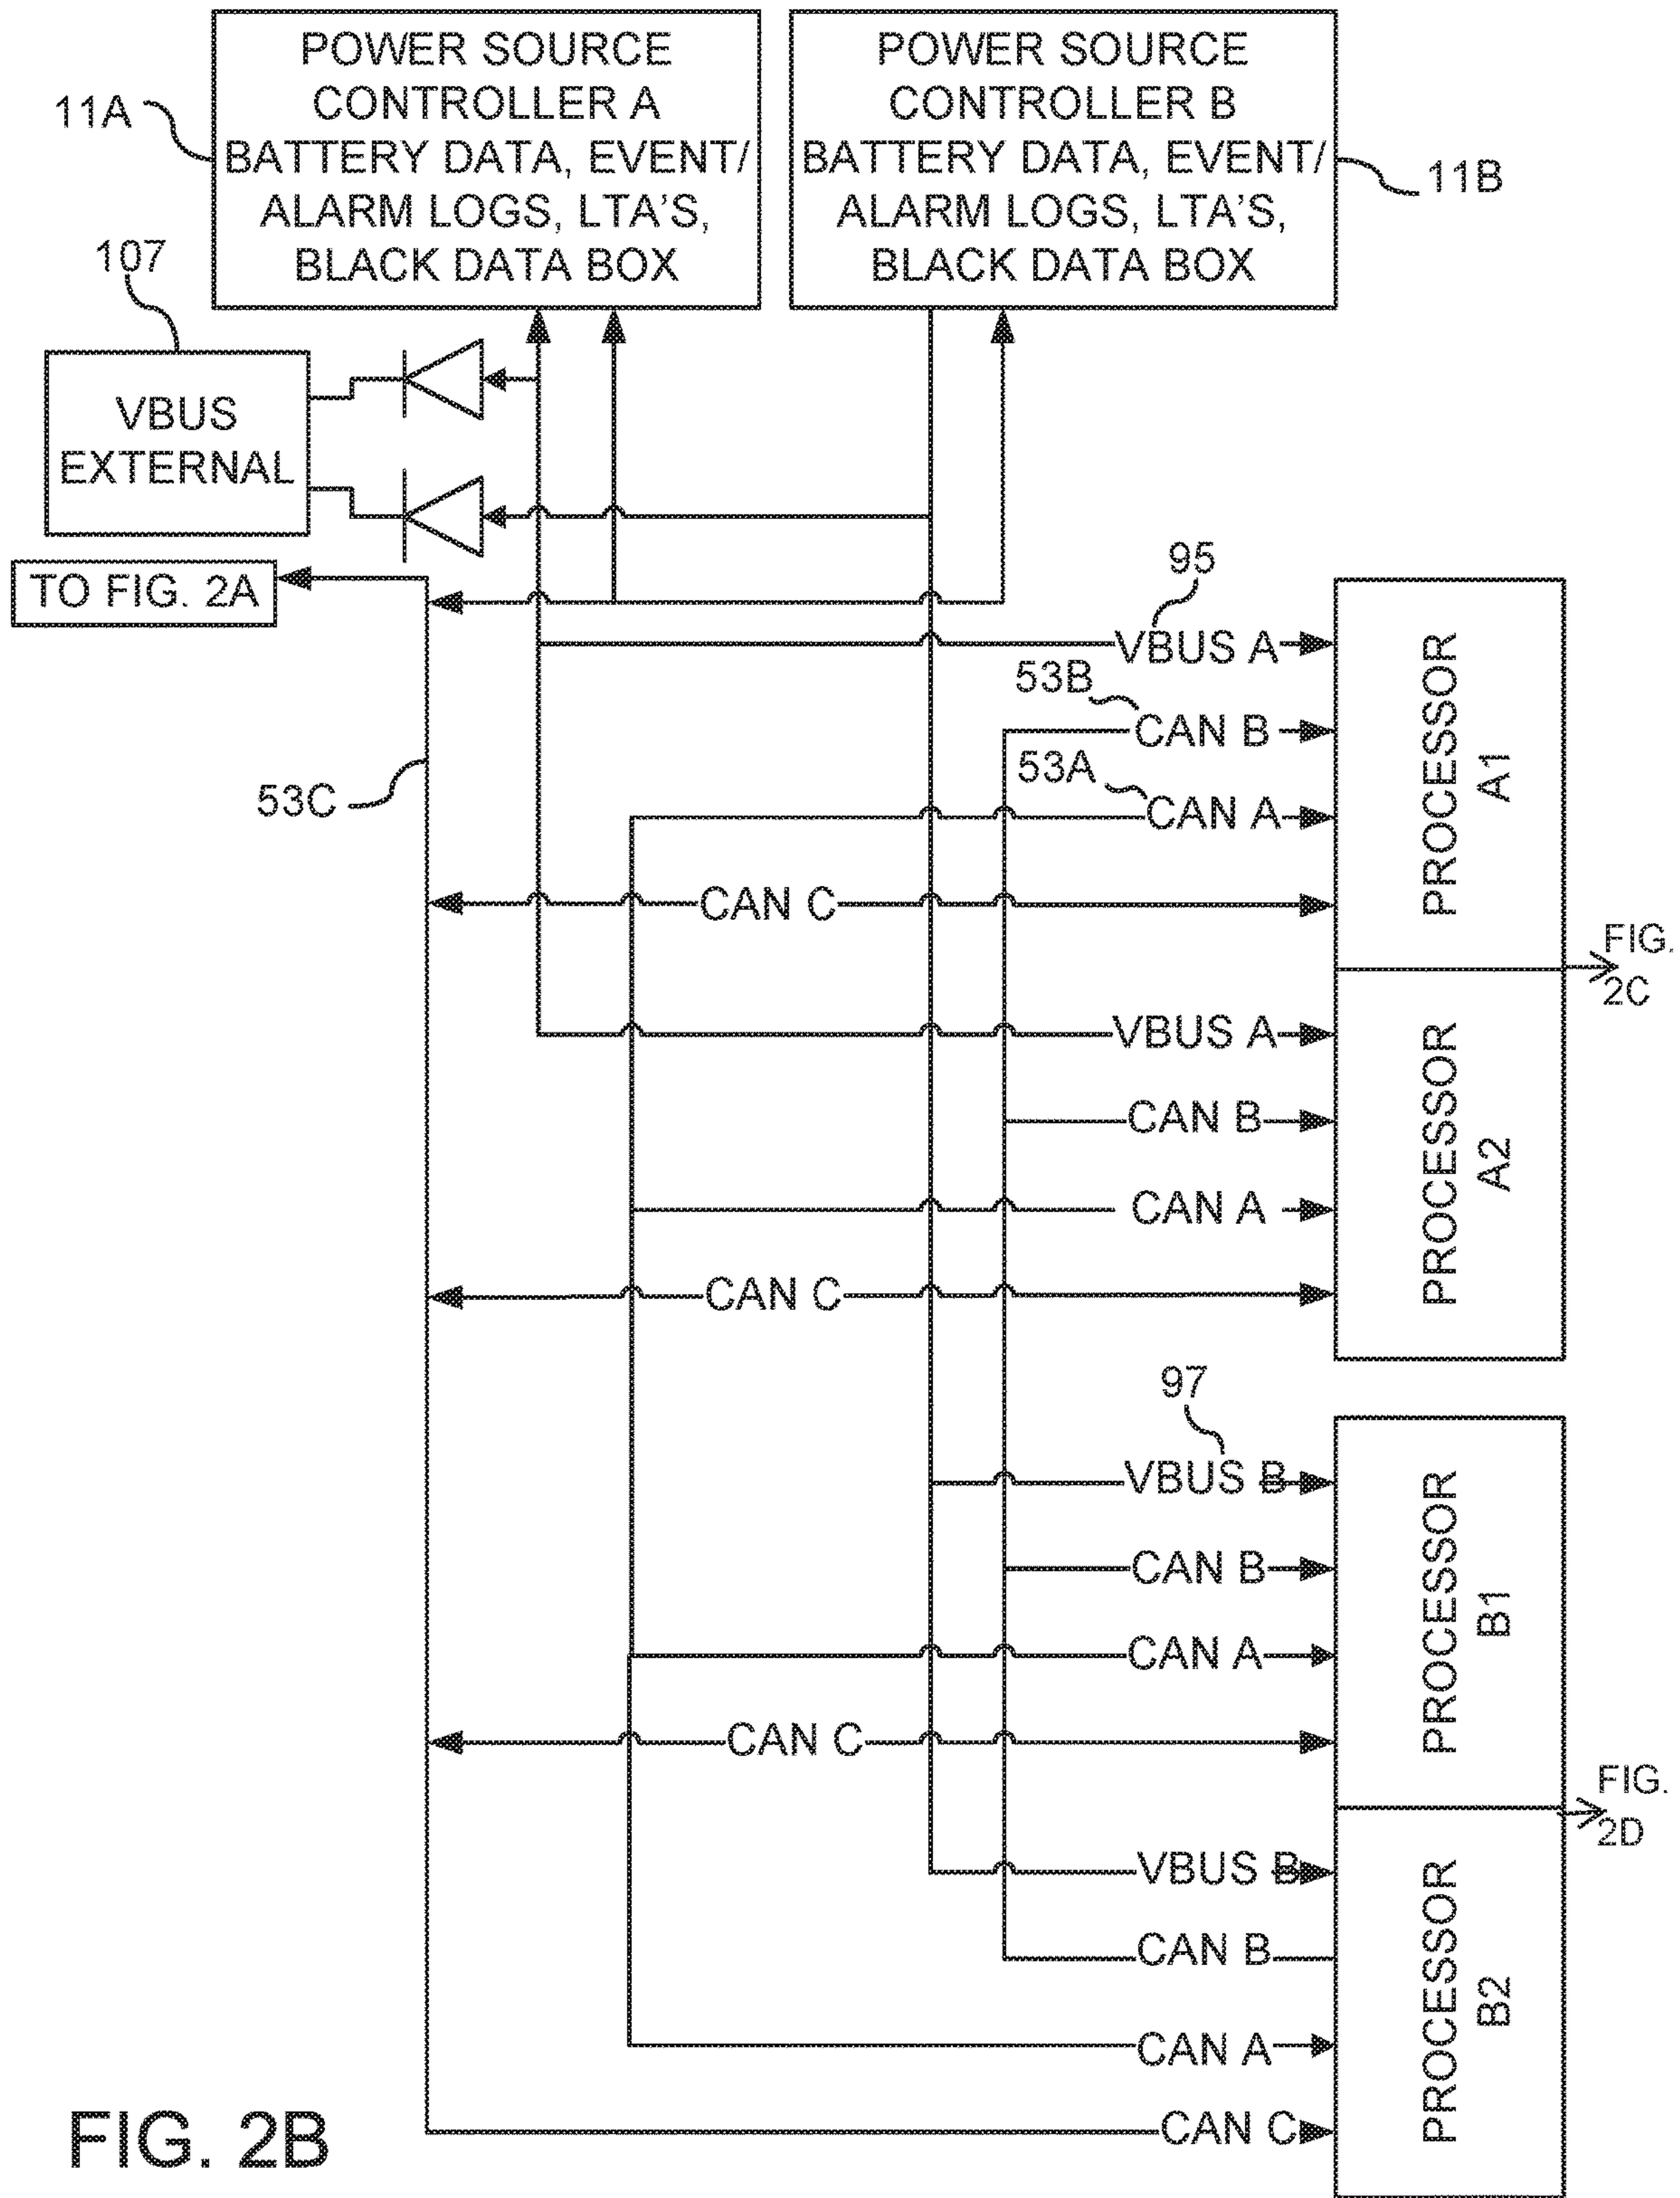 POWER SOURCE
CONTROLLER A
BATTERY DATA, EVENT/
ALARM LOGS, LTA'S,
BLACK DATA BOX
POWER SOURCE
CONTROLLER B
BATTERY DATA, EVENT/
ALARM LOGS, LTA'S,
BLACK DATA BOX
11A
11B
107
VBUS
EXTERNAL
TO FIG. 2A
95
VBUS A
53B
CAN B
53A
CAN A
53C
CAN C
PROCESSOR
A1
FIG.
2C
VBUS A
CAN B
CAN A
CAN C
PROCESSOR
A2
97
VBUS B
CAN B
CAN A
CAN C
PROCESSOR
B1
FIG.
2D
VBUS B
CAN B
CAN A
CAN C
PROCESSOR
B2
FIG. 2B